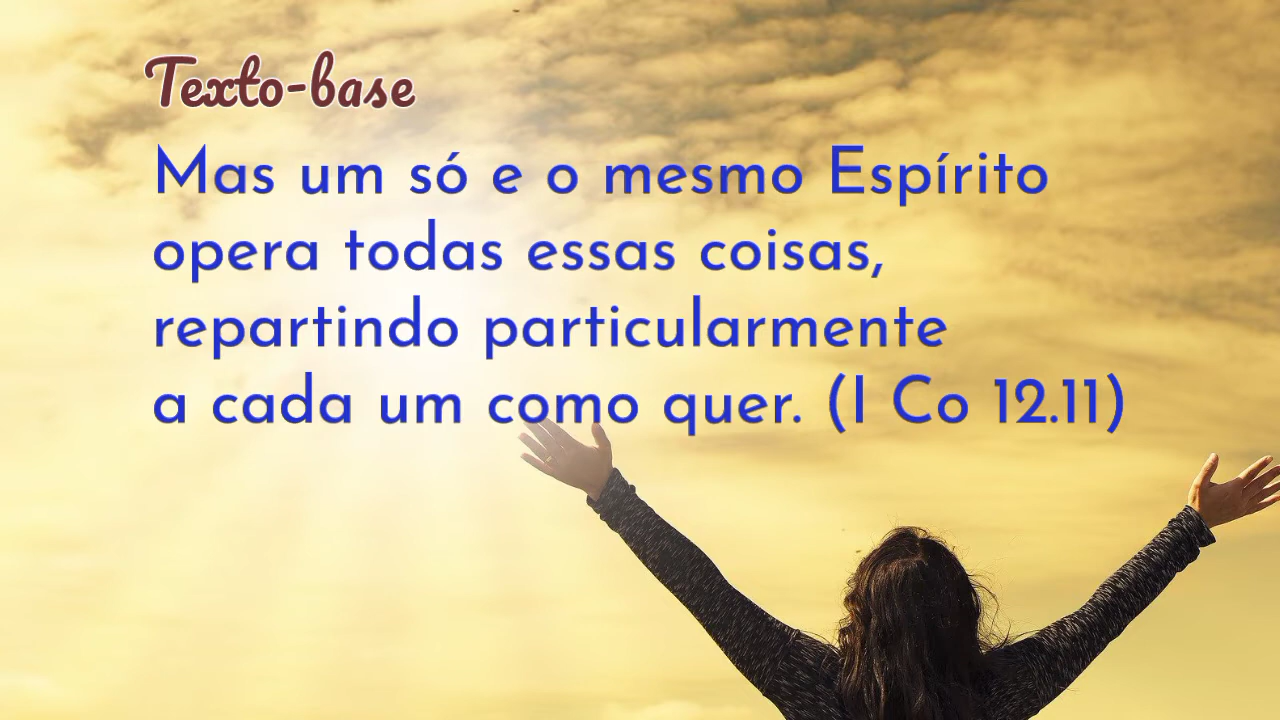 Texto-base
Mas um só e o mesmo Espírito
opera todas essas coisas,
repartindo particularmente
a cada um como quer. (I Co 12.11)